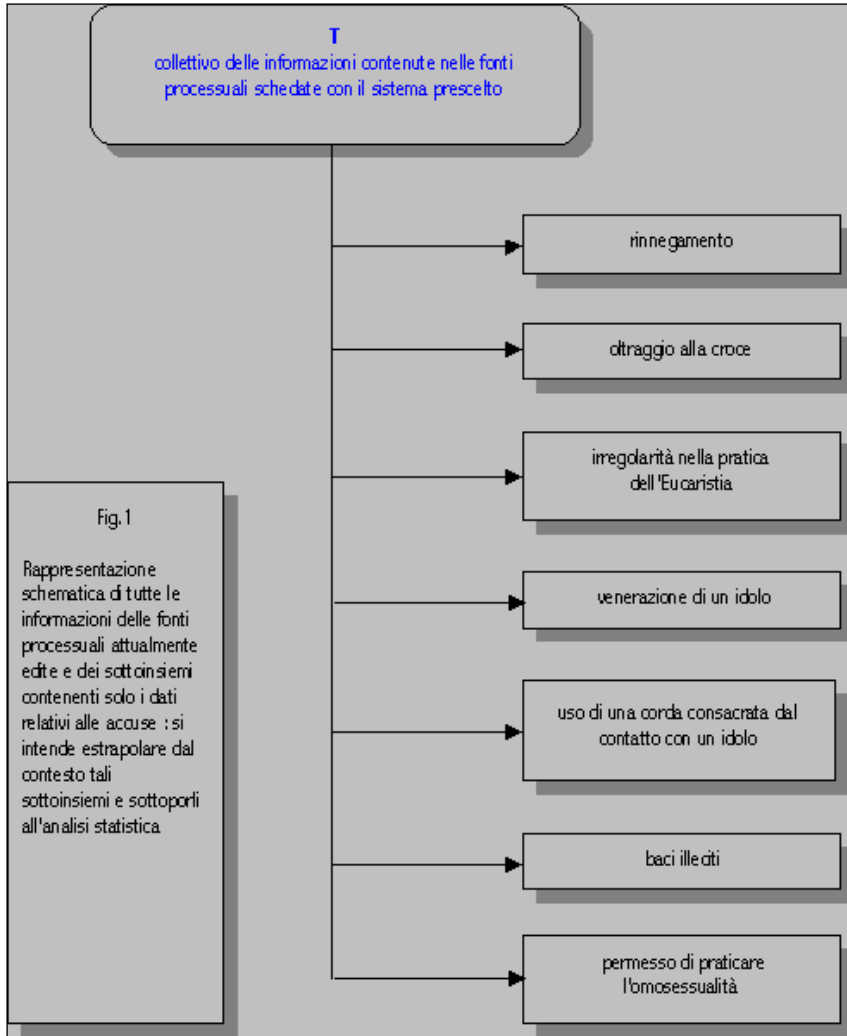 T
collettivo delle informazioni contenute nelle fonti
processuali schedate con il sistema prescelto
rinnegamento
oltraggio alla croce
irregolarità nella pratica
dell'Eucaristia
venerazione di un idolo
uso di una corda consacrata dal
contatto con un idolo
baci illeciti
permesso di praticare
l'omosessualità
Fig.1
Rappresentazione
schematica di tutte le
informazioni delle fonti
processuali attualmente
edite e dei sottoinsiemi
contenenti solo i dati
relativi alle accuse : si
intende estrapolare dal
contesto tali
sottoinsiemi e sottoporli
all'analisi statistica